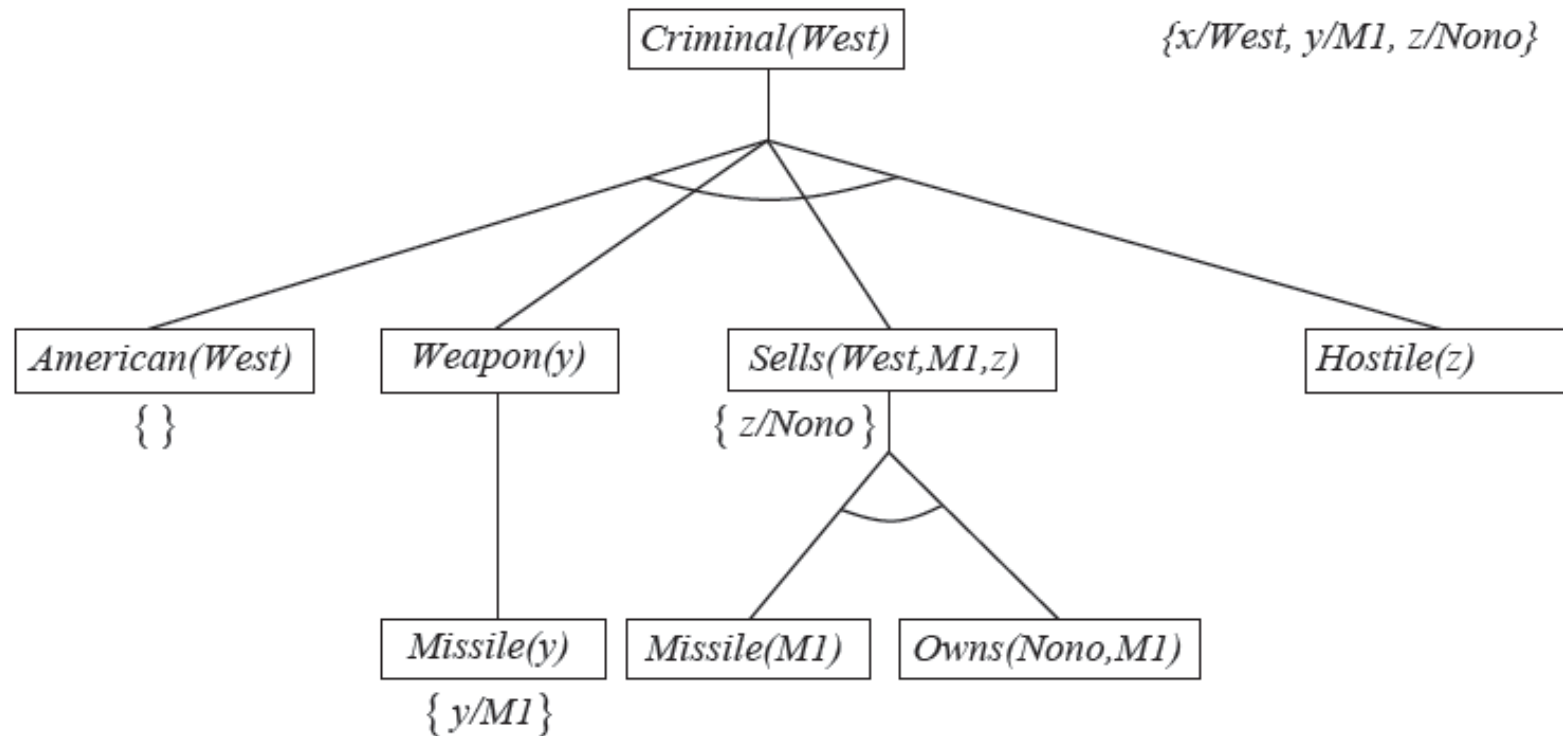 Criminal(West)
{x/West, y/M1, z/Nono}
American(West)
Weapon(y)
Sells(West,M1,z)
Hostile(z)
{ }
{ z/Nono }
Missile(y)
Missile(M1)
Owns(Nono,M1)
{ y/M1}